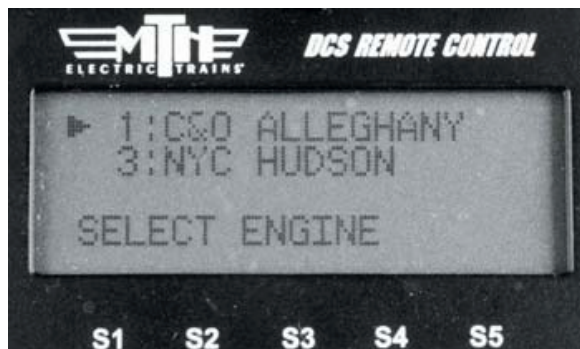 MTH
DCS REMOTE CONTROL
ELECTRIC TRAINS®
1:C&O ALLEGHANY
3:NYC HUDSON
SELECT ENGINE
S1 S2 S3 S4 S5